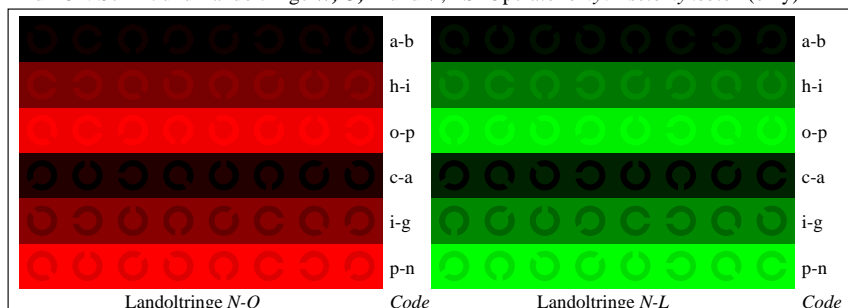 a-b a-b
h-i h-i
o-p o-p
c-a c-a
i-g i-g
p-n p-n
Landoltringe N-O Code Landoltringe N-L Code